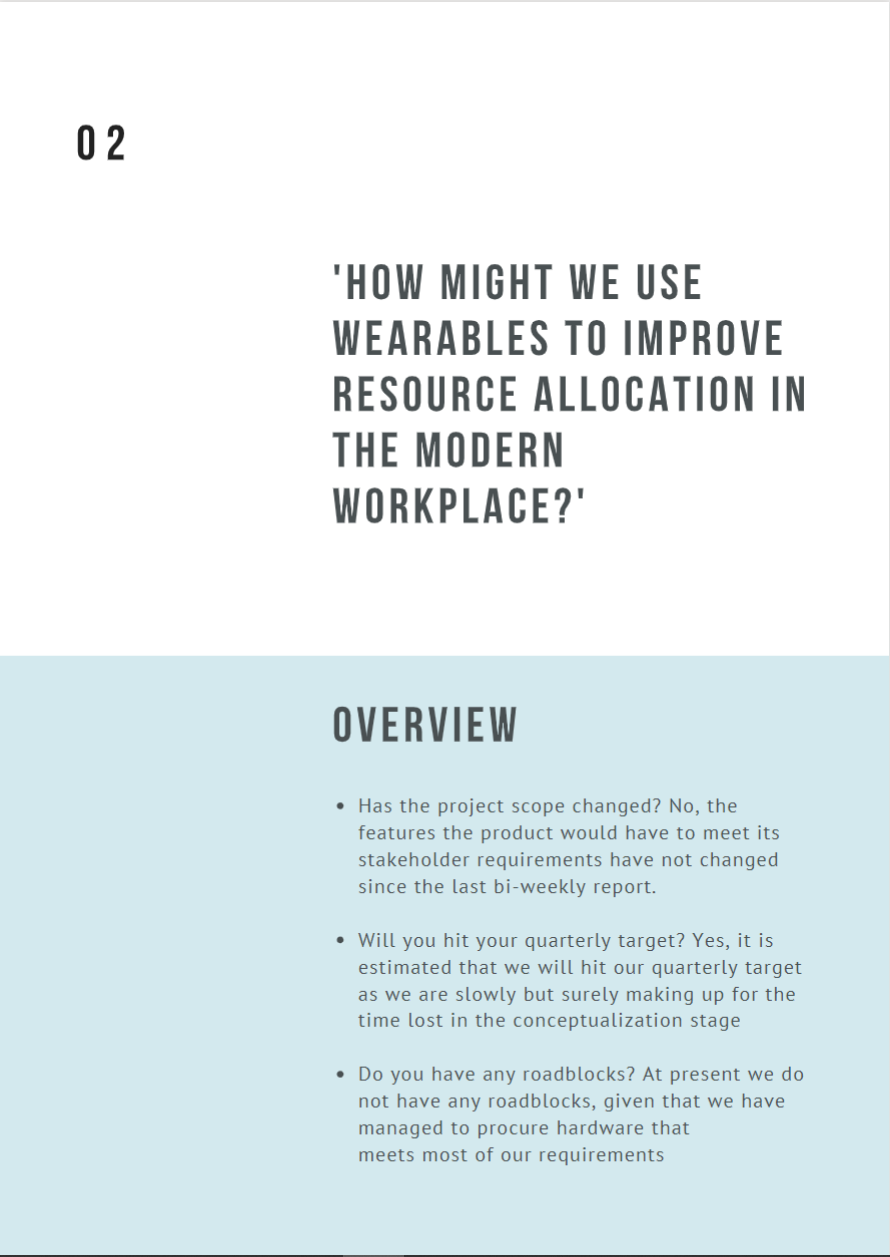 02
'HOW MIGHT WE USE
WEARABLES TO IMPROVE
RESOURCE ALLOCATION IN
THE MODERN
WORKPLACE?'
OVERVIEW
• Has the project scope changed? No, the
features the product would have to meet its
stakeholder requirements have not changed
since the last bi-weekly report.
• Will you hit your quarterly target? Yes, it is
estimated that we will hit our quarterly target
as we are slowly but surely making up for the
time lost in the conceptualization stage
• Do you have any roadblocks? At present we do
not have any roadblocks, given that we have
managed to procure hardware that
meets most of our requirements